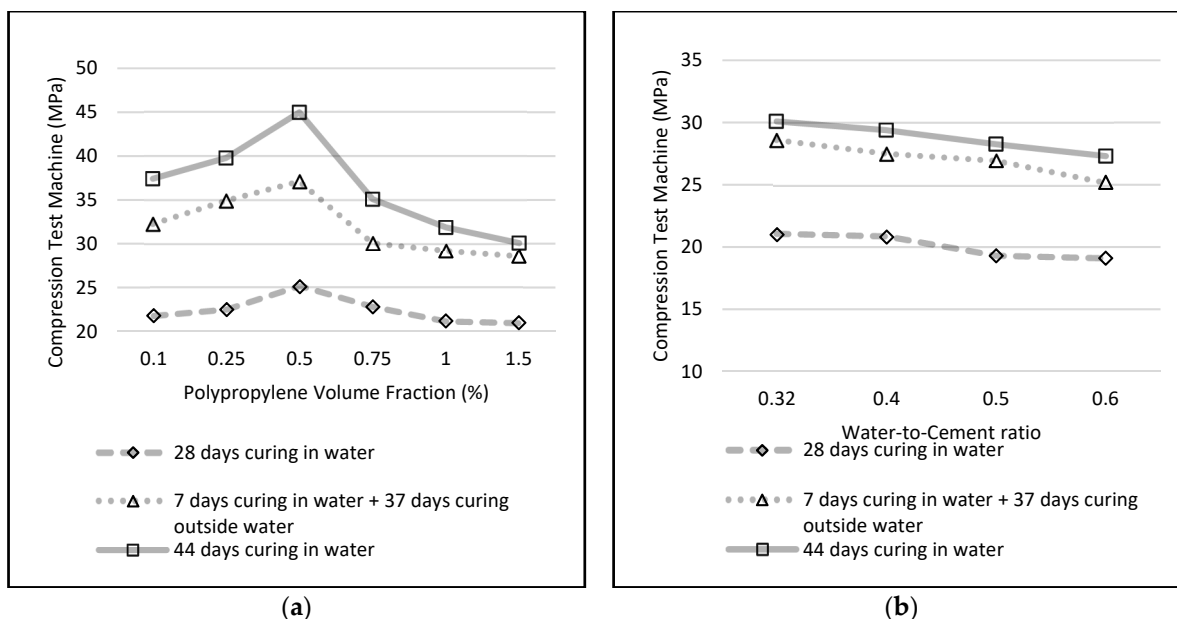 Compression Test Machine (MPa)
50
45
40
35
30
25
20
0.1 0.25 0.5 0.75 1 1.5
Polypropylene Volume Fraction (%)
28 days curing in water
7 days curing in water + 37 days curing
outside water
44 days curing in water
(a)
Compression Test Machine (MPa)
35
30
25
20
15
10
0.32 0.4 0.5 0.6
Water-to-Cement ratio
28 days curing in water
7 days curing in water + 37 days curing
outside water
44 days curing in water
(b)